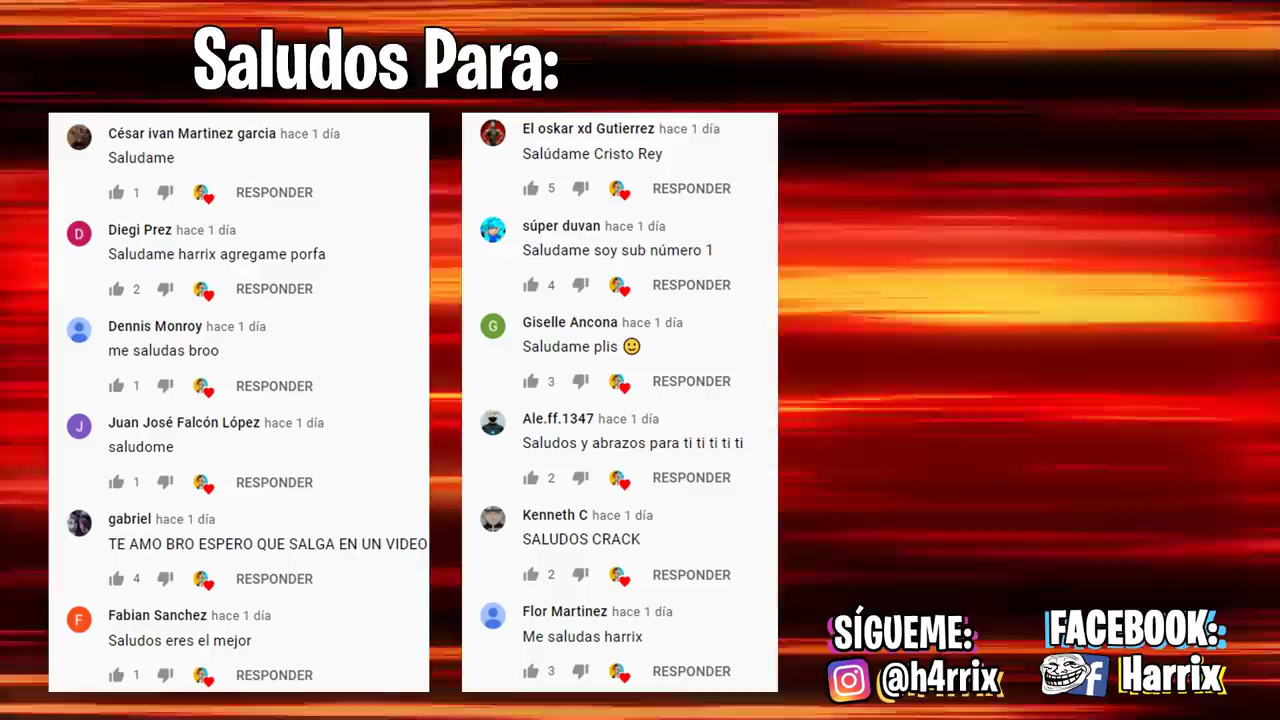 Saludos Para:
César ivan Martinez garcia hace 1 día
Saludame
1 RESPONDER
Diegi Prez hace 1 día
Saludame harrix agregame porfa
2 RESPONDER
Dennis Monroy hace 1 día
me saludas broo
1 RESPONDER
Juan José Falcón López hace 1 día
saludome
1 RESPONDER
gabriel hace 1 día
TE AMO BRO ESPERO QUE SALGA EN UN VIDEO
4 RESPONDER
Fabian Sanchez hace 1 día
Saludos eres el mejor
1 RESPONDER
El oskar xd Gutierrez hace 1 día
Salúdame Cristo Rey
5 RESPONDER
súper duvan hace 1 día
Saludame soy sub número 1
4 RESPONDER
Giselle Ancona hace 1 día
Saludame plis 🙂
3 RESPONDER
Ale.ff.1347 hace 1 día
Saludos y abrazos para ti ti ti ti ti
2 RESPONDER
Kenneth C hace 1 día
SALUDOS CRACK
2 RESPONDER
Flor Martinez hace 1 día
Me saludas harrix
3 RESPONDER
D
J
F
G
SÍGUEME:
@h4rrix
FACEBOOK:
f Harrix